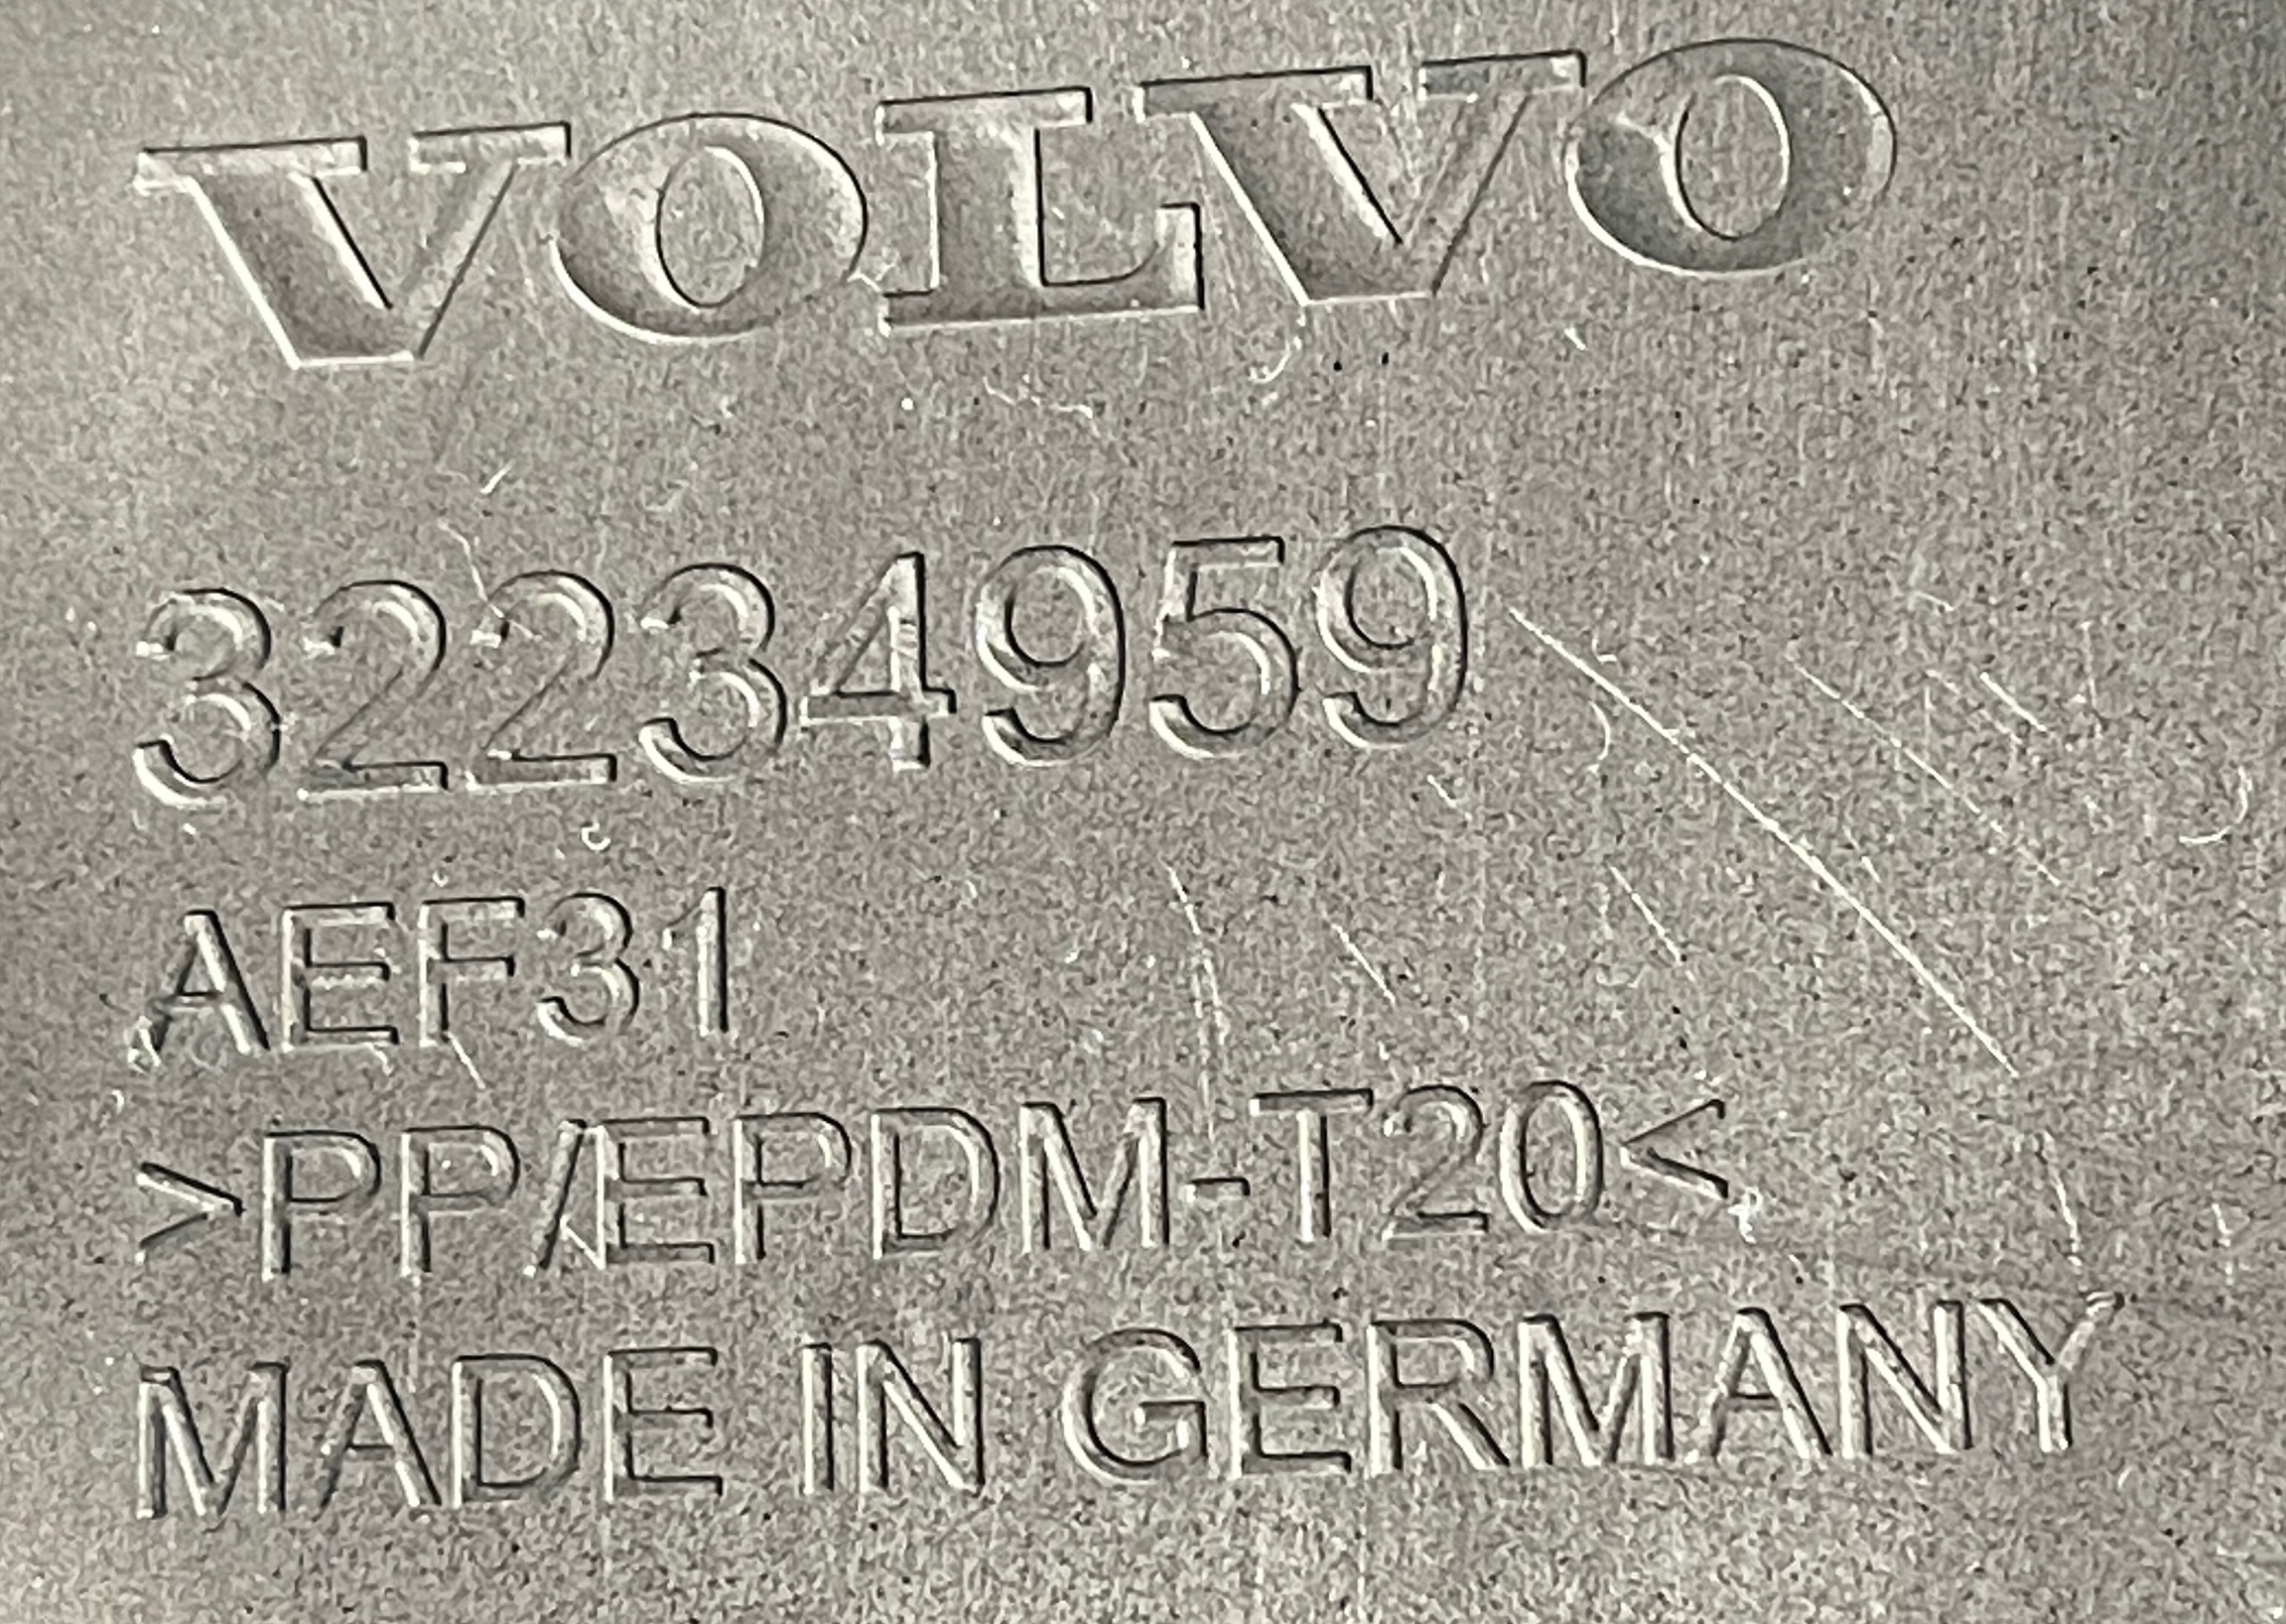 VOLVO
32234959
AEF31
>PP/EPDM-T20<
MADE IN GERMANY